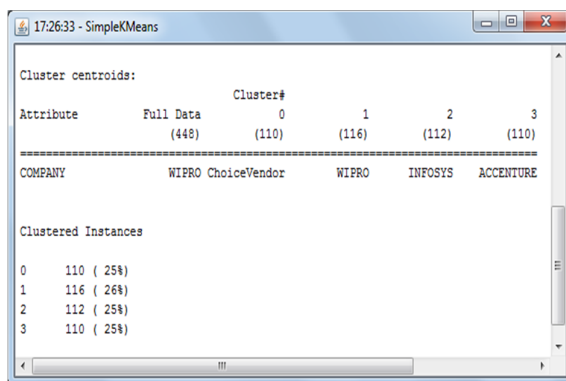 17:26:33 - SimpleKMeans
Cluster centroids:
Cluster#
Attribute Full Data 0 1 2 3
(448) (110) (116) (112) (110)
================================================================================
COMPANY WIPRO ChoiceVendor WIPRO INFOSYS ACCENTURE
Clustered Instances
0 110 ( 25%)
1 116 ( 26%)
2 112 ( 25%)
3 110 ( 25%)